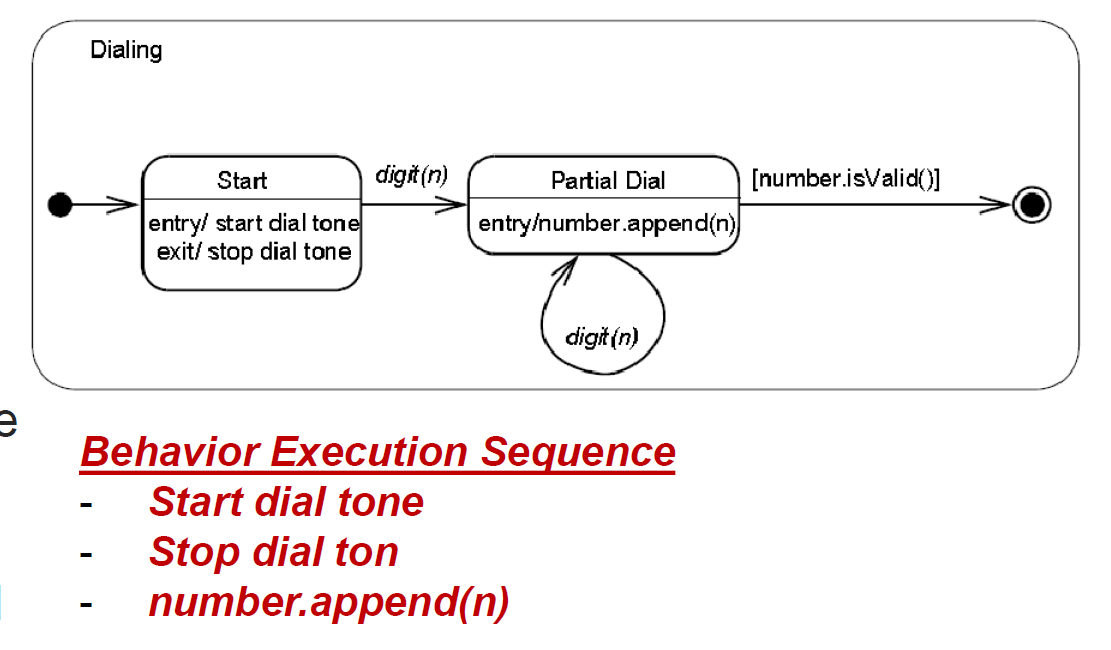 Dialing
Start
entry/ start dial tone
exit/ stop dial tone
digit(n)
Partial Dial
entry/number.append(n)
digit(n)
[number.isValid()]
e
Behavior Execution Sequence
- Start dial tone
- Stop dial ton
- number.append(n)